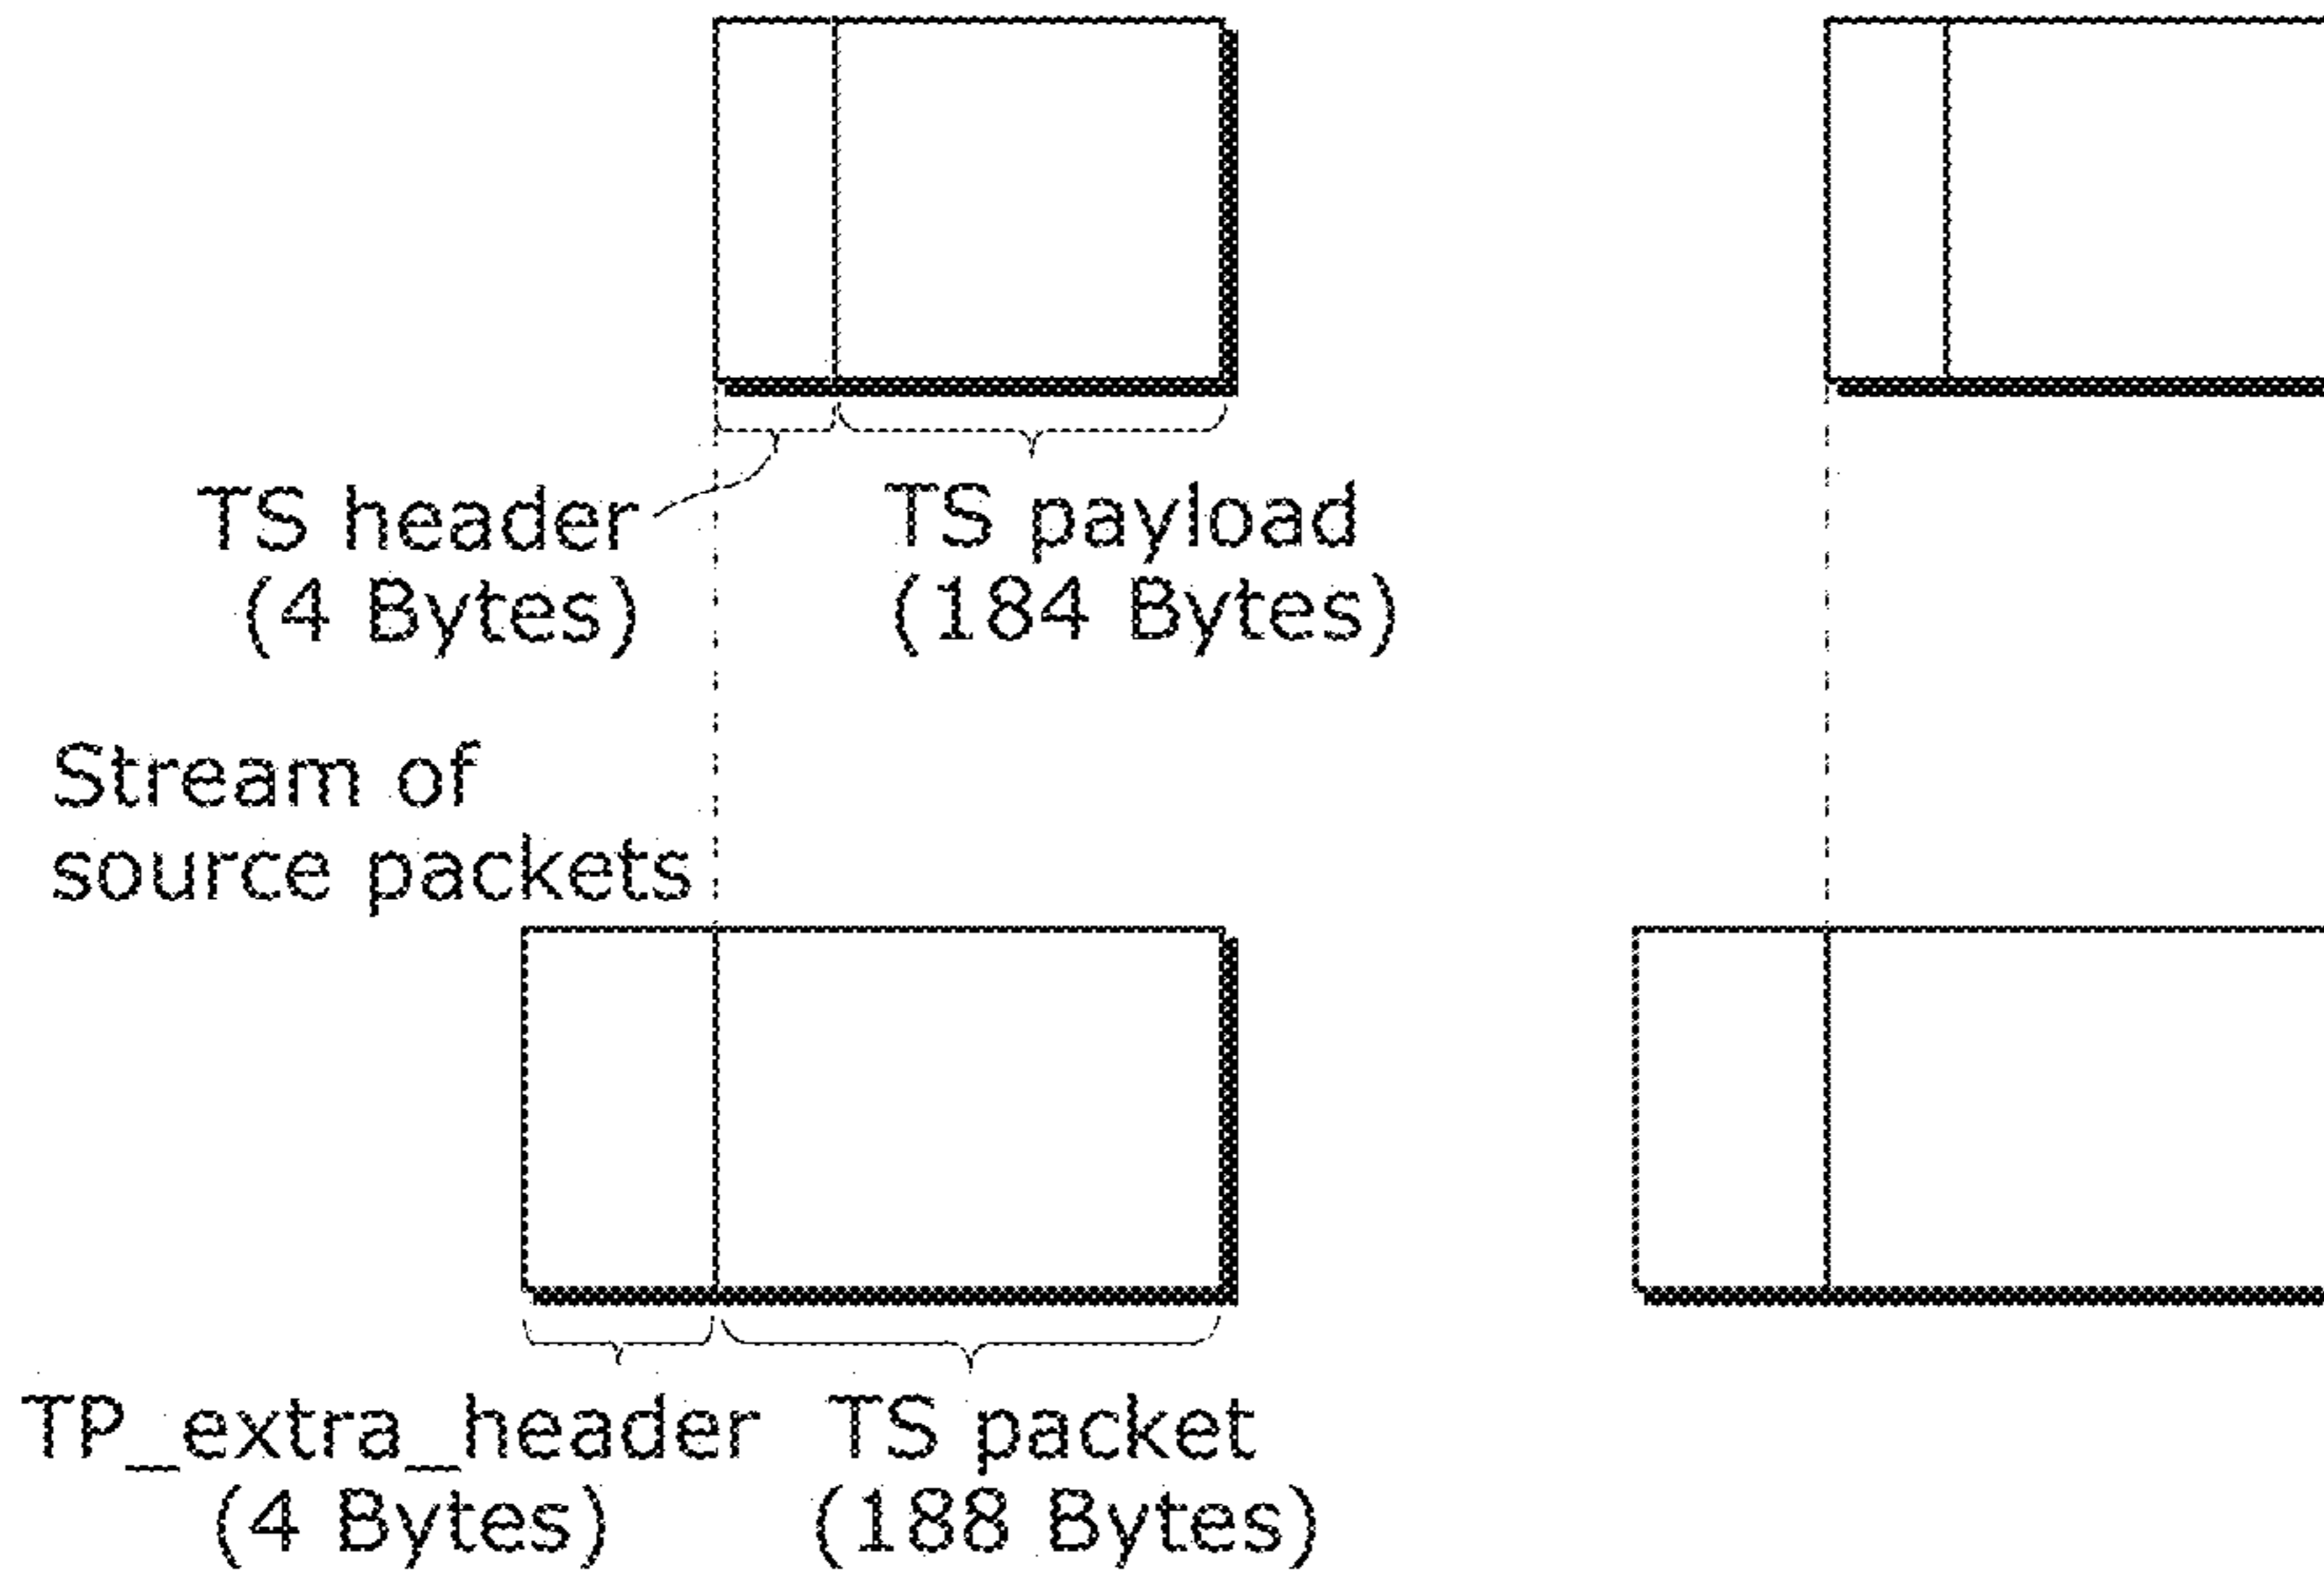 TS header
(4 Bytes)
TS payload
(184 Bytes)
Stream of
source packets
TP_extra_header
(4 Bytes)
TS packet
(188 Bytes)